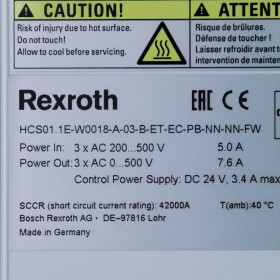 CAUTION
ATTENT
Risk of injury due to hot surface.
Do not touch!
Allow to cool before servicing.
Risque de brûlures.
Défense de toucher !
Laisser refroidir avant
intervention de mainten
Rexroth
EAC CE
HCS01.1E-W0018-A-03-B-ET-EC-PB-NN-NN-FW
Power In: 3 x AC 200...500 V 5.0 A
Power Out: 3 x AC 0...500 V 7.6 A
Control Power Supply: DC 24 V, 3.4 A max
SCCR (short circuit current rating): 42000A T(amb):40 °C
Bosch Rexroth AG • DE–97816 Lohr
Made in Germany